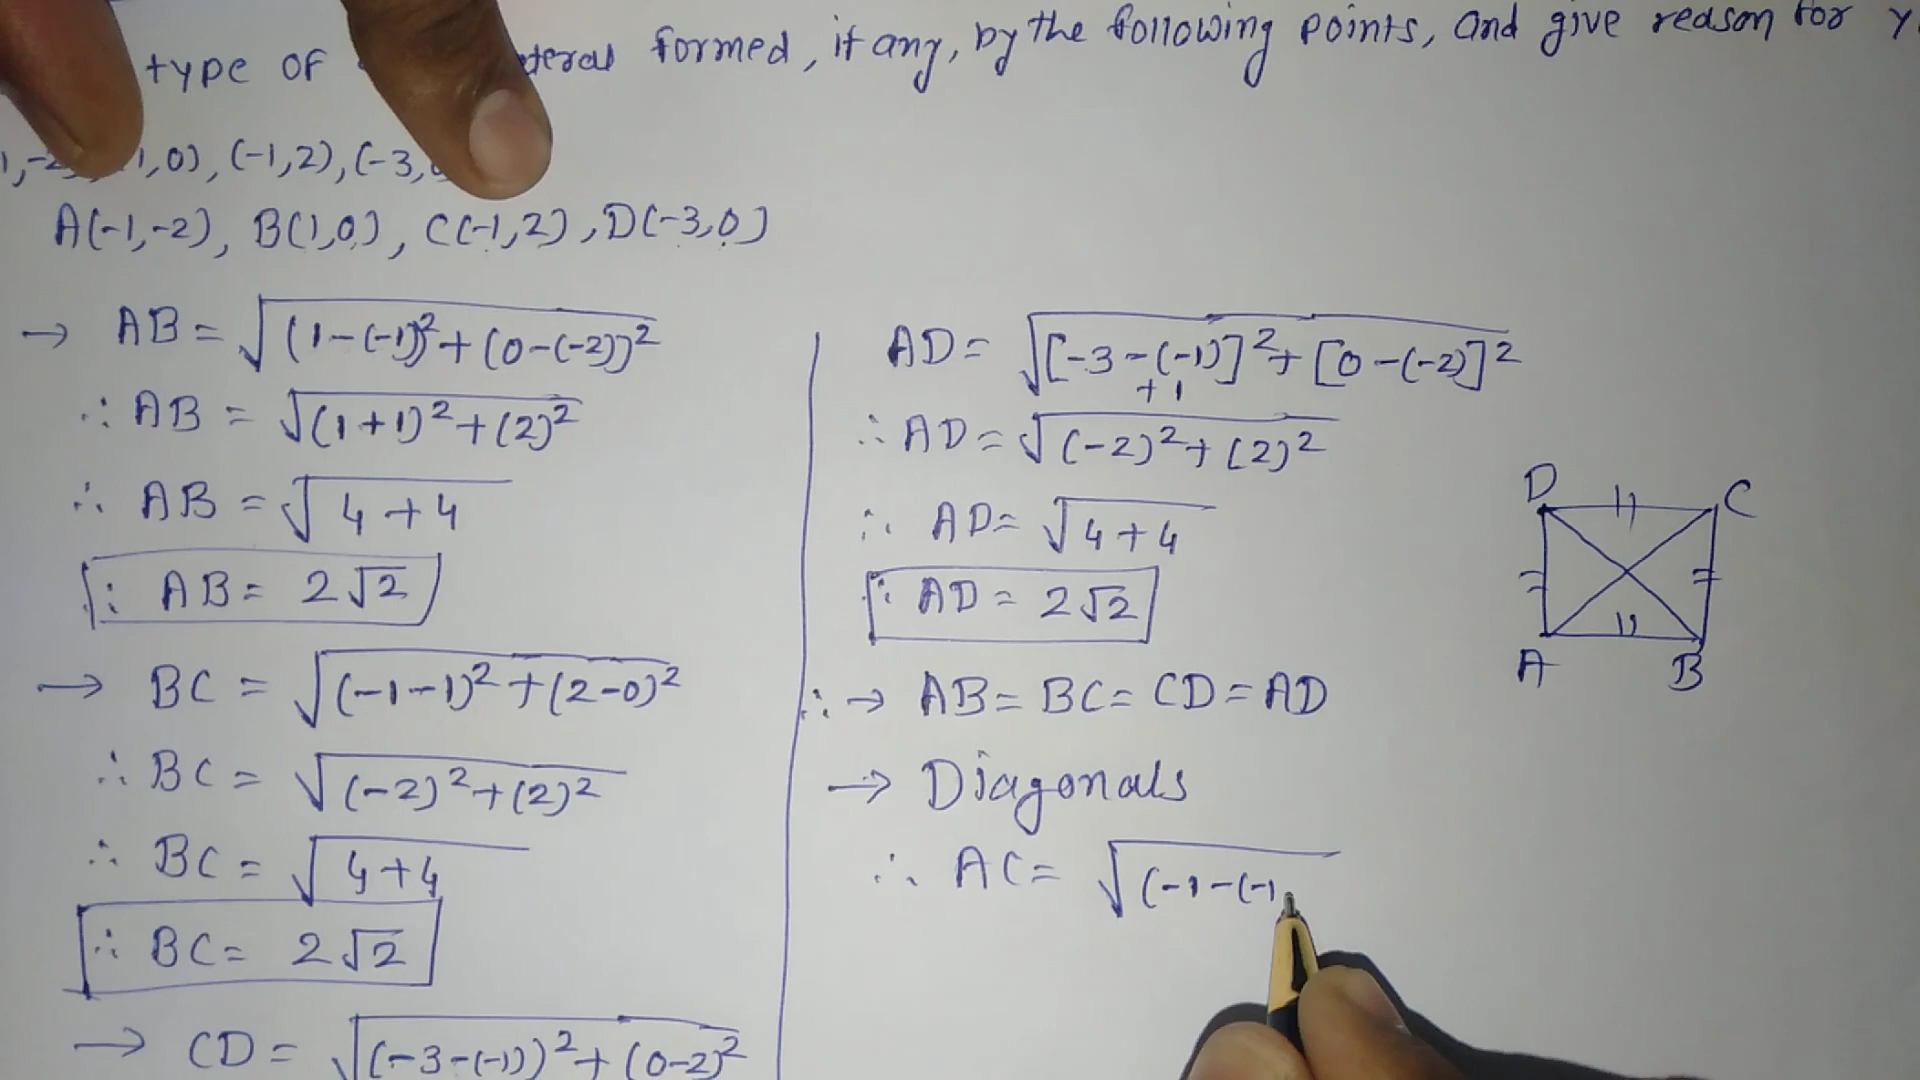 type of formed, if any, by the following points, and give reason for
1,0), (-1,2), (-3,
A(-1,-2), B(1,0), C(-1,2), D(-3,0)
→ AB = √(1-(-1))²+(0-(-2))²
∴ AB = √(1+1)²+(2)²
∴ AB = √4+4
∴ AB = 2√2
→ BC = √(-1-1)²+(2-0)²
∴ BC = √(-2)²+(2)²
∴ BC = √4+4
∴ BC = 2√2
→ CD = √(-3-(-1))²+(0-2)²
AD = √[-3-(-1)]²+[0-(-2)]²
+1
∴ AD = √(-2)²+(2)²
∴ AD = √4+4
∴ AD = 2√2
∴ → AB = BC = CD = AD
→ Diagonals
∴ AC = √(-1-(-1
D C
A B